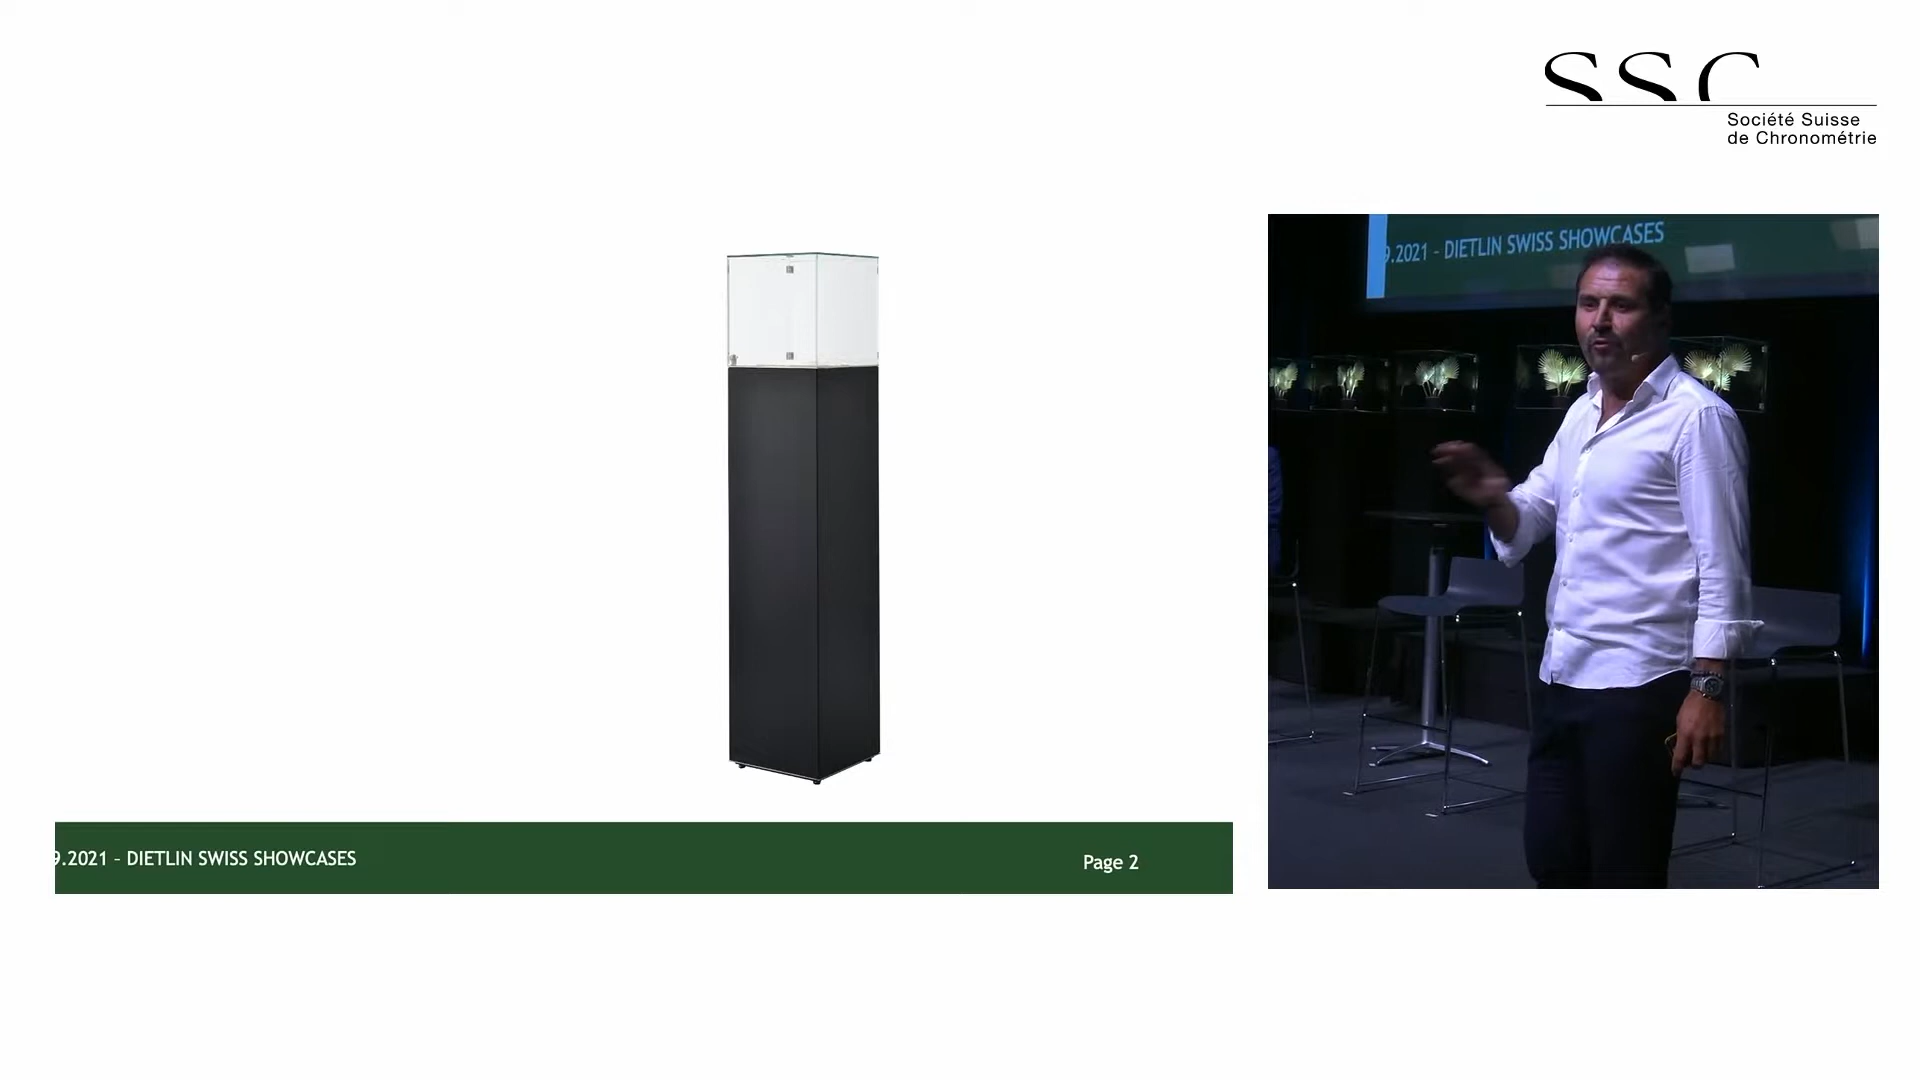 SSC
Société Suisse
de Chronométrie
9.2021 – DIETLIN SWISS SHOWCASES
9.2021 – DIETLIN SWISS SHOWCASES
Page 2